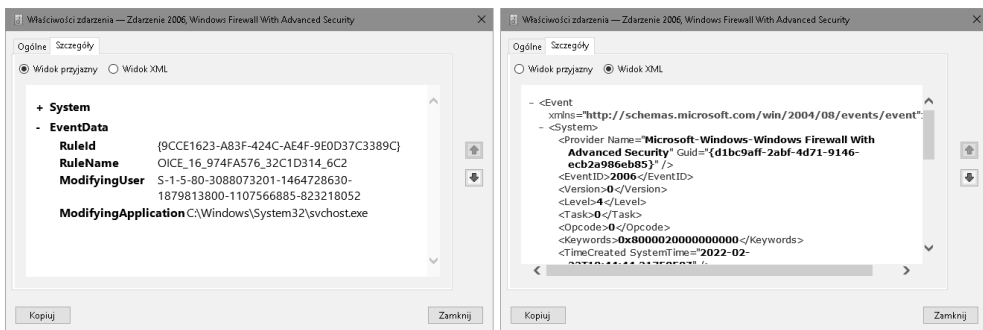 Właściwości zdarzenia — Zdarzenie 2006, Windows Firewall With Advanced Security
Ogólne Szczegóły
Widok przyjazny Widok XML
+ System
- EventData
RuleId {9CCE1623-A83F-424C-AE4F-9E0D37C3389C}
RuleName OICE_16_974FA576_32C1D314_6C2
ModifyingUser S-1-5-80-3088073201-1464728630-
1879813800-1107566885-823218052
ModifyingApplication C:\Windows\System32\svchost.exe
Kopiuj Zamknij
Właściwości zdarzenia — Zdarzenie 2006, Windows Firewall With Advanced Security
Ogólne Szczegóły
Widok przyjazny Widok XML
- <Event
xmlns="http://schemas.microsoft.com/win/2004/08/events/event"
- <System>
<Provider Name="Microsoft-Windows-Windows Firewall With
Advanced Security" Guid="{d1bc9aff-2abf-4d71-9146-
ecb2a986eb85}" />
<EventID>2006</EventID>
<Version>0</Version>
<Level>4</Level>
<Task>0</Task>
<Opcode>0</Opcode>
<Keywords>0x8000020000000000</Keywords>
<TimeCreated SystemTime="2022-02-
Kopiuj Zamknij